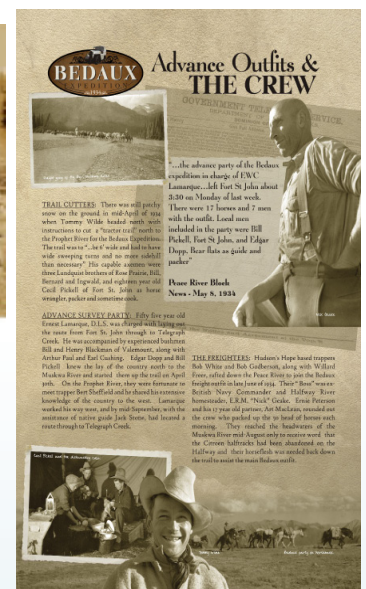 BEDAUX
EXPEDITION
1934
Advance Outfits &
THE CREW
GOVERNMENT TELEGRAPH SERVICE
"...the advance party of the Bedaux
expedition in charge of EWC
Lamarque...left Fort St John about
3:30 on Monday of last week.
There were 17 horses and 7 men
with the outfit. Local men
included in the party were Bill
Pickell, Fort St John, and Edgar
Dopp, Bear flats as guide and
packer"
Peace River Block
News - May 8, 1934
TRAIL CUTTERS: There was still patchy
snow on the ground in mid-April of 1934
when Tommy Wilde headed north with
instructions to cut a "tractor trail" north to
the Prophet River for the Bedaux Expedition.
The trail was to "...be 6' wide and had to have
wide sweeping turns and no more sidehill
than necessary" His capable axemen were
three Lundquist brothers of Rose Prairie, Bill,
Bernard and Ingwald, and eighteen year old
Cecil Pickell of Fort St. John as horse
wrangler, packer and sometime cook.
ADVANCE SURVEY PARTY: Fifty five year old
Ernest Lamarque, D.L.S. was charged with laying out
the route from Fort St. John through to Telegraph
Creek. He was accompanied by experienced bushmen
Bill and Henry Blackman of Valemount, along with
Arthur Paul and Earl Cushing. Edgar Dopp and Bill
Pickell knew the lay of the country north to the
Muskwa River and started them up the trail on April
30th. On the Prophet River, they were fortunate to
meet trapper Bert Sheffield and he shared his extensive
knowledge of the country to the west. Lamarque
worked his way west, and by mid-September, with the
assistance of native guide Jack Stone, had located a
route through to Telegraph Creek.
THE FREIGHTERS: Hudson's Hope based trappers
Bob White and Bob Godberson, along with Willard
Freer, rafted down the Peace River to join the Bedaux
freight outfit in late June of 1934. Their "Boss" was ex-
British Navy Commander and Halfway River
homesteader, E.R.M. "Nick" Geake. Ernie Peterson
and his 17 year old partner, Art MacLain, rounded out
the crew who packed up the 70 head of horses each
morning. They reached the headwaters of the
Muskwa River mid-August only to receive word that
the Citroen halftracks had been abandoned on the
Halfway and their horseflesh was needed back down
the trail to assist the main Bedaux outfit.